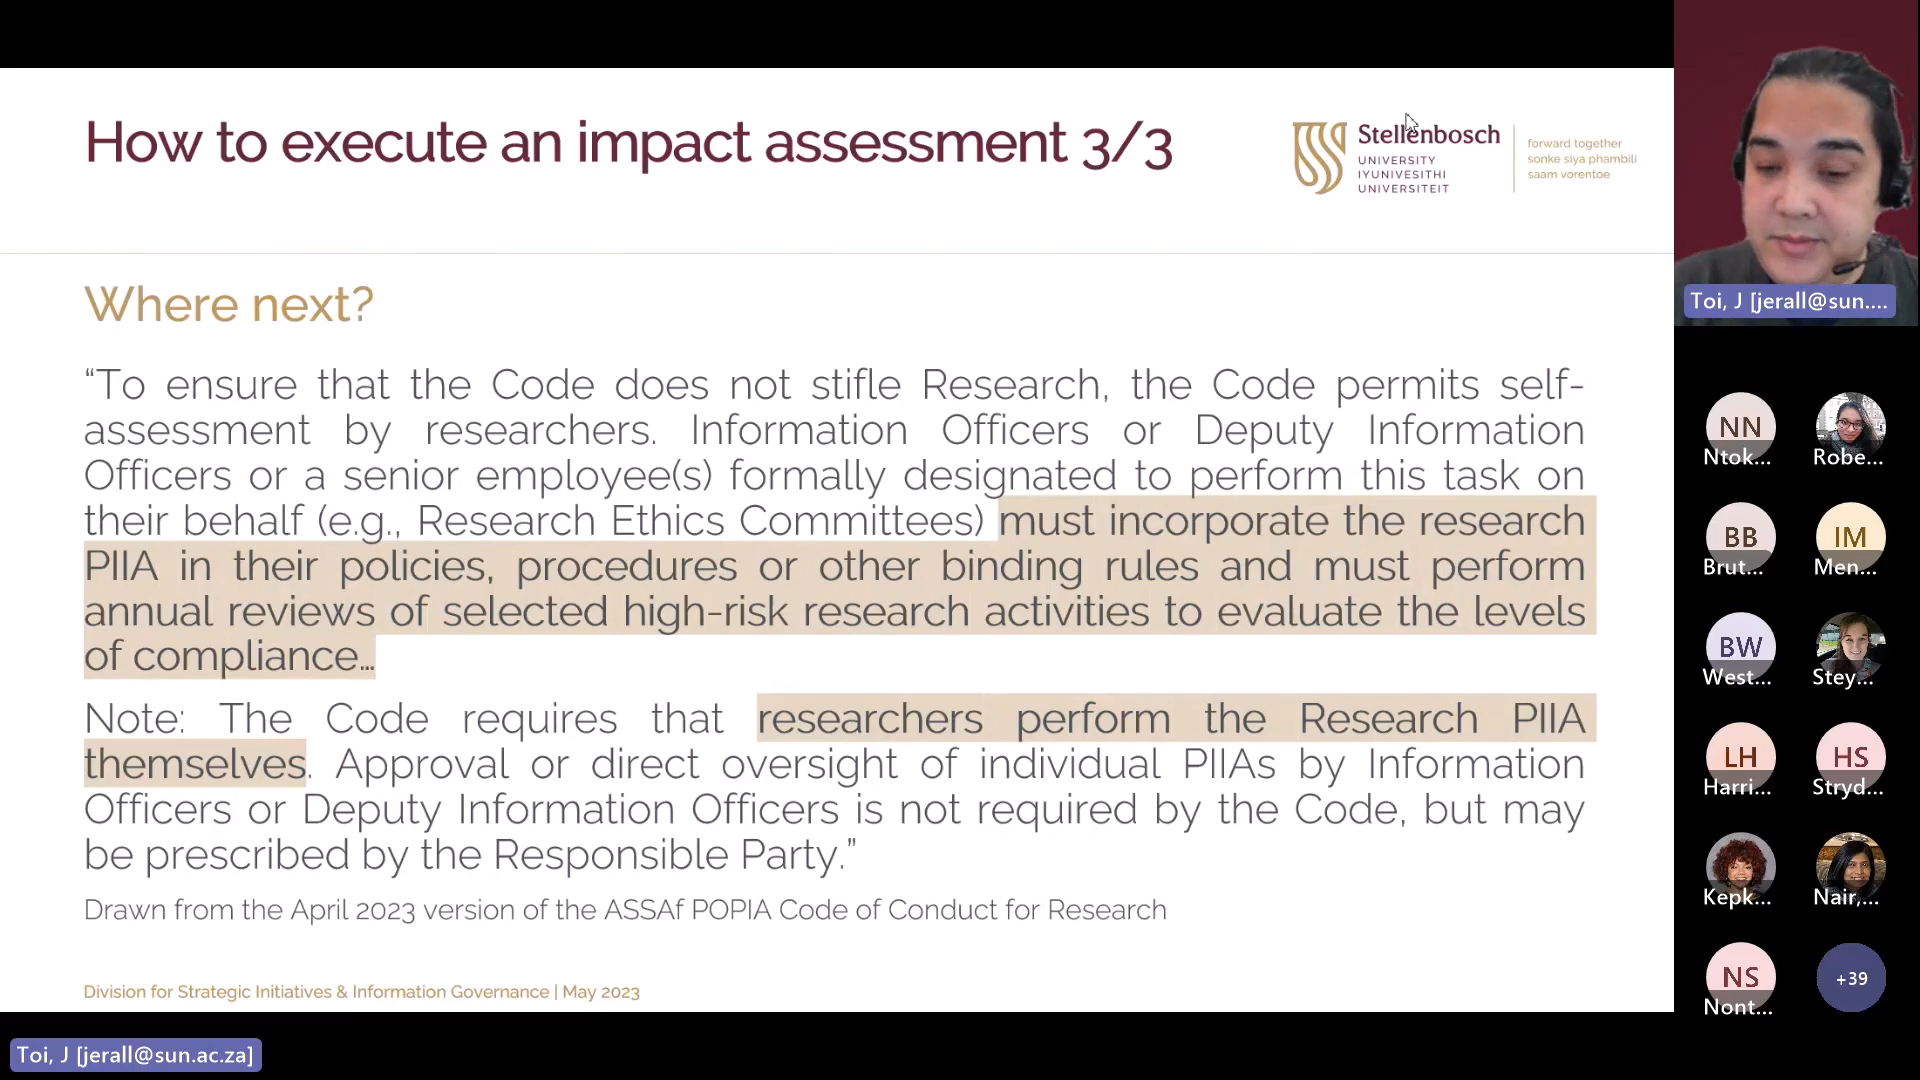 How to execute an impact assessment 3/3
Stellenbosch
UNIVERSITY
IYUNIVESITHI
UNIVERSITEIT
forward together
sonke siya phambili
saam vorentoe
Where next?
“To ensure that the Code does not stifle Research, the Code permits self-
assessment by researchers. Information Officers or Deputy Information
Officers or a senior employee(s) formally designated to perform this task on
their behalf (e.g., Research Ethics Committees) must incorporate the research
PIIA in their policies, procedures or other binding rules and must perform
annual reviews of selected high-risk research activities to evaluate the levels
of compliance…
Note: The Code requires that researchers perform the Research PIIA
themselves. Approval or direct oversight of individual PIIAs by Information
Officers or Deputy Information Officers is not required by the Code, but may
be prescribed by the Responsible Party.”
Drawn from the April 2023 version of the ASSAf POPIA Code of Conduct for Research
Division for Strategic Initiatives & Information Governance | May 2023
Toi, J [jerall@sun.ac.za]
Toi, J [jerall@sun....
NN
Ntok...
Robe...
BB
Brut...
IM
Men...
BW
West...
Stey...
LH
Harri...
HS
Stryd...
Kepk...
Nair,...
NS
Nont...
+39